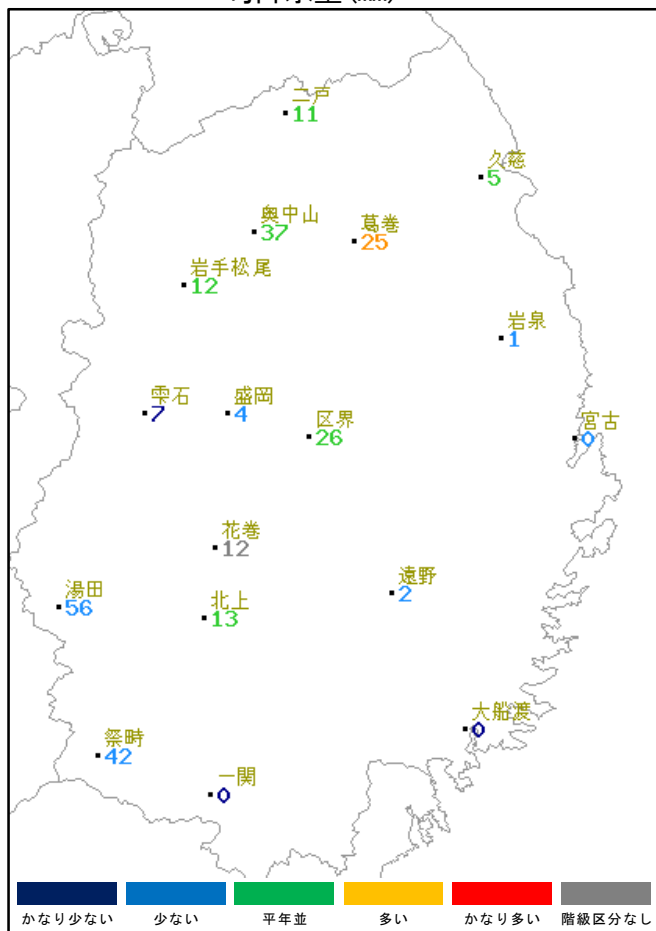 二戸
11
久慈
5
奥中山
37
葛巻
25
岩手松尾
12
岩泉
1
雫石
7
盛岡
4
区界
26
宮古
0
花巻
12
遠野
2
湯田
56
北上
13
大船渡
0
祭畤
42
一関
0
かなり少ない 少ない 平年並 多い かなり多い 階級区分なし